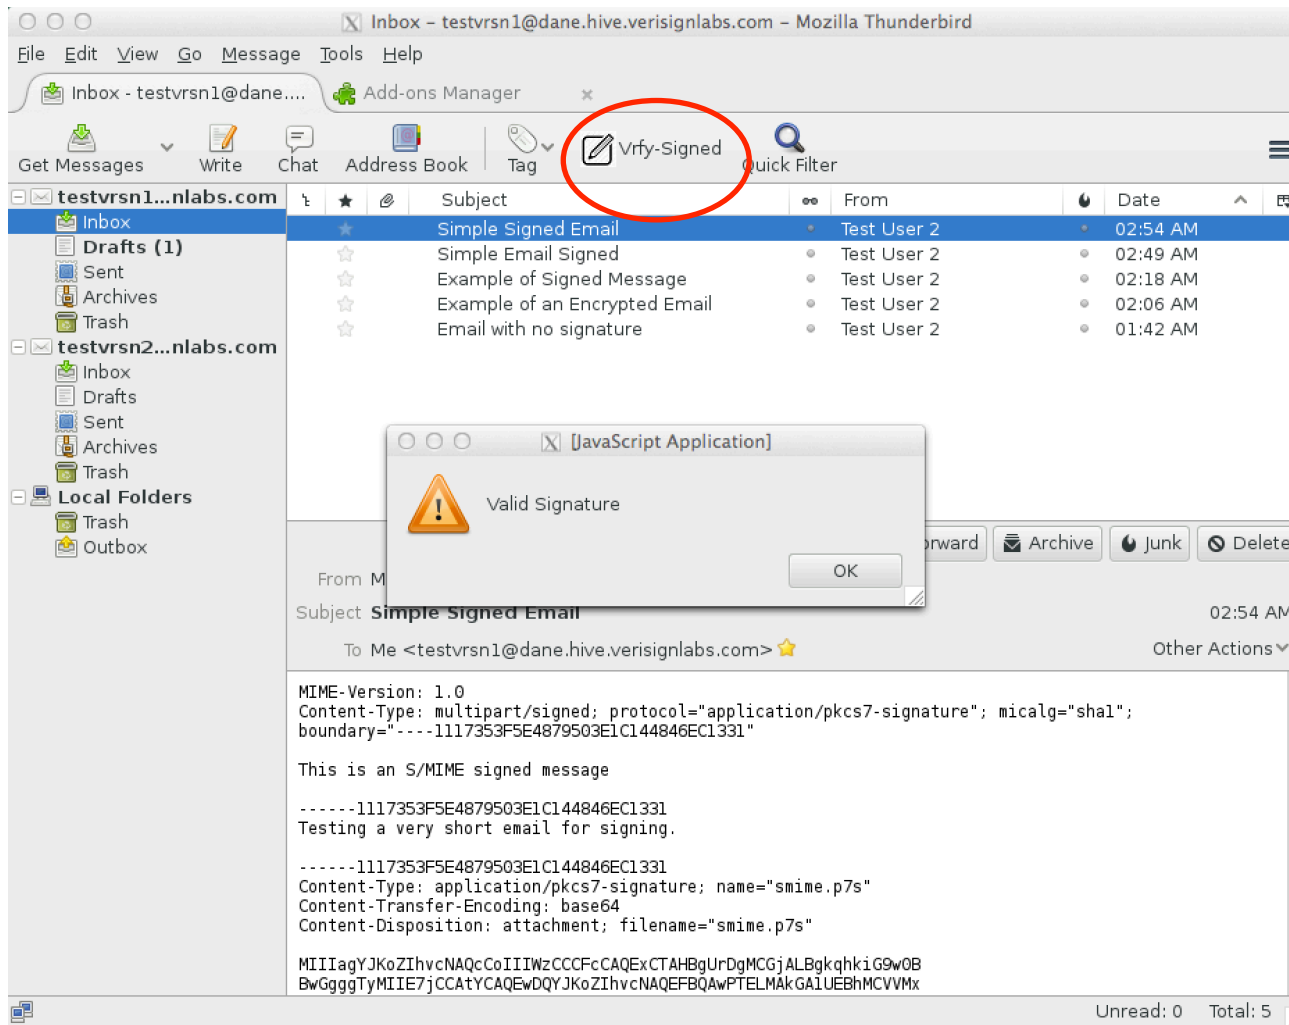 Inbox – testvrsn1@dane.hive.verisignlabs.com – Mozilla Thunderbird
File Edit View Go Message Tools Help
Inbox - testvrsn1@dane.... Add-ons Manager
Get Messages Write Chat Address Book Tag Vrfy-Signed Quick Filter
testvrsn1...nlabs.com
Inbox
Drafts (1)
Sent
Archives
Trash
testvrsn2...nlabs.com
Inbox
Drafts
Sent
Archives
Trash
Local Folders
Trash
Outbox
Subject From Date
Simple Signed Email Test User 2 02:54 AM
Simple Email Signed Test User 2 02:49 AM
Example of Signed Message Test User 2 02:18 AM
Example of an Encrypted Email Test User 2 02:06 AM
Email with no signature Test User 2 01:42 AM
[JavaScript Application]
Valid Signature
OK
orward Archive Junk Delete
From M
Subject Simple Signed Email 02:54 AM
To Me <testvrsn1@dane.hive.verisignlabs.com> Other Actions
MIME-Version: 1.0
Content-Type: multipart/signed; protocol="application/pkcs7-signature"; micalg="sha1";
boundary="----1117353F5E4879503E1C144846EC1331"
This is an S/MIME signed message
------1117353F5E4879503E1C144846EC1331
Testing a very short email for signing.
------1117353F5E4879503E1C144846EC1331
Content-Type: application/pkcs7-signature; name="smime.p7s"
Content-Transfer-Encoding: base64
Content-Disposition: attachment; filename="smime.p7s"
MIIIagYJKoZIhvcNAQcCoIIIWzCCCFcCAQExCTAHBgUrDgMCGjALBgkqhkiG9w0B
BwGgggTyMIIE7jCCAtYCAQEwDQYJKoZIhvcNAQEFBQAwPTELMAkGA1UEBhMCVVMx
Unread: 0 Total: 5